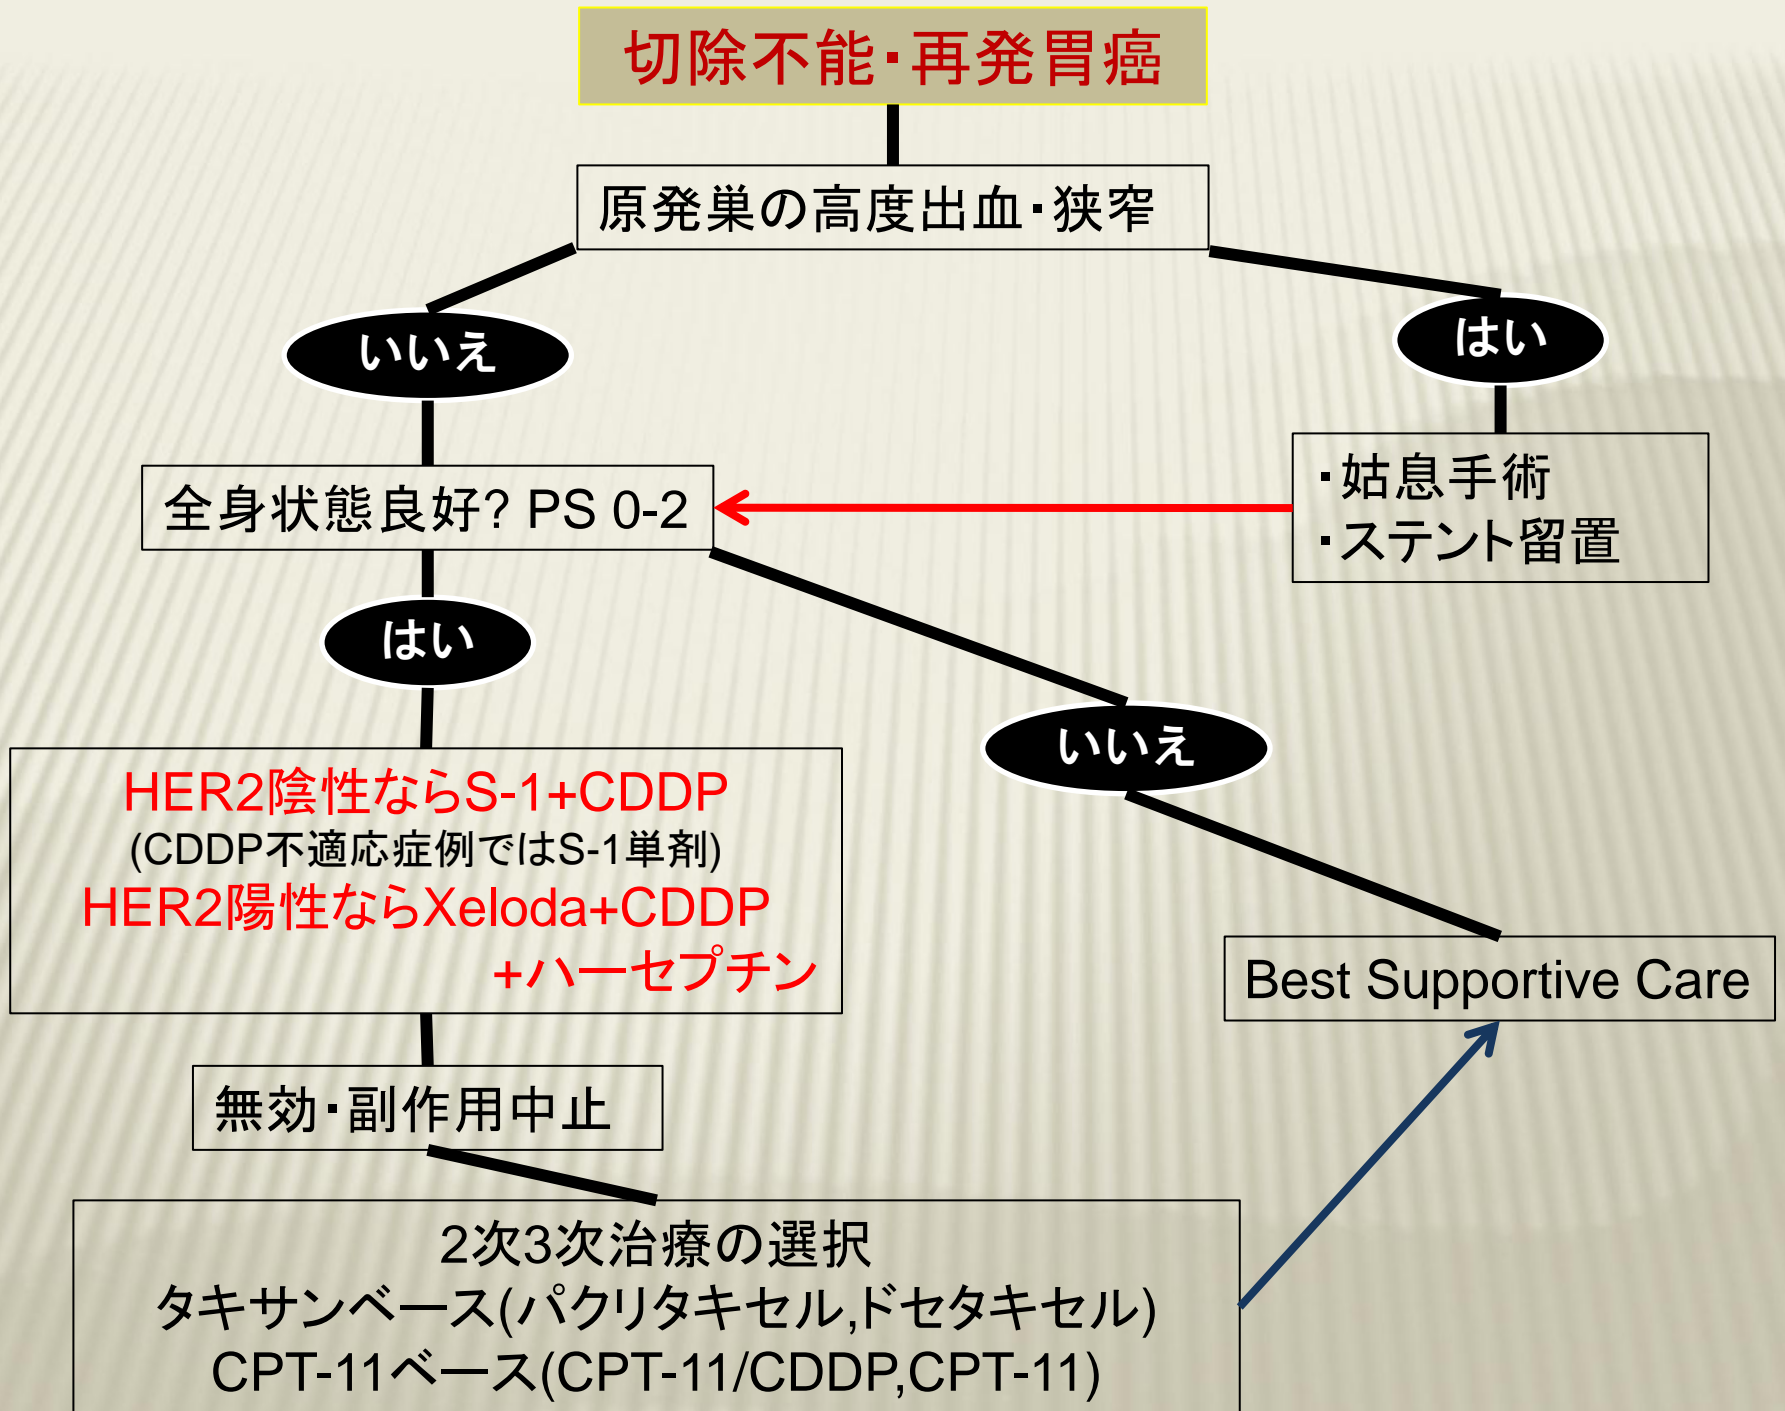 切除不能・再発胃癌
原発巣の高度出血・狭窄
いいえ
はい
全身状態良好? PS 0-2
・姑息手術
・ステント留置
はい
いいえ
HER2陰性ならS-1+CDDP
(CDDP不適応症例ではS-1単剤)
HER2陽性ならXeloda+CDDP
+ハーセプチン
Best Supportive Care
無効・副作用中止
2次3次治療の選択
タキサンベース(パクリタキセル,ドセタキセル)
CPT-11ベース(CPT-11/CDDP,CPT-11)